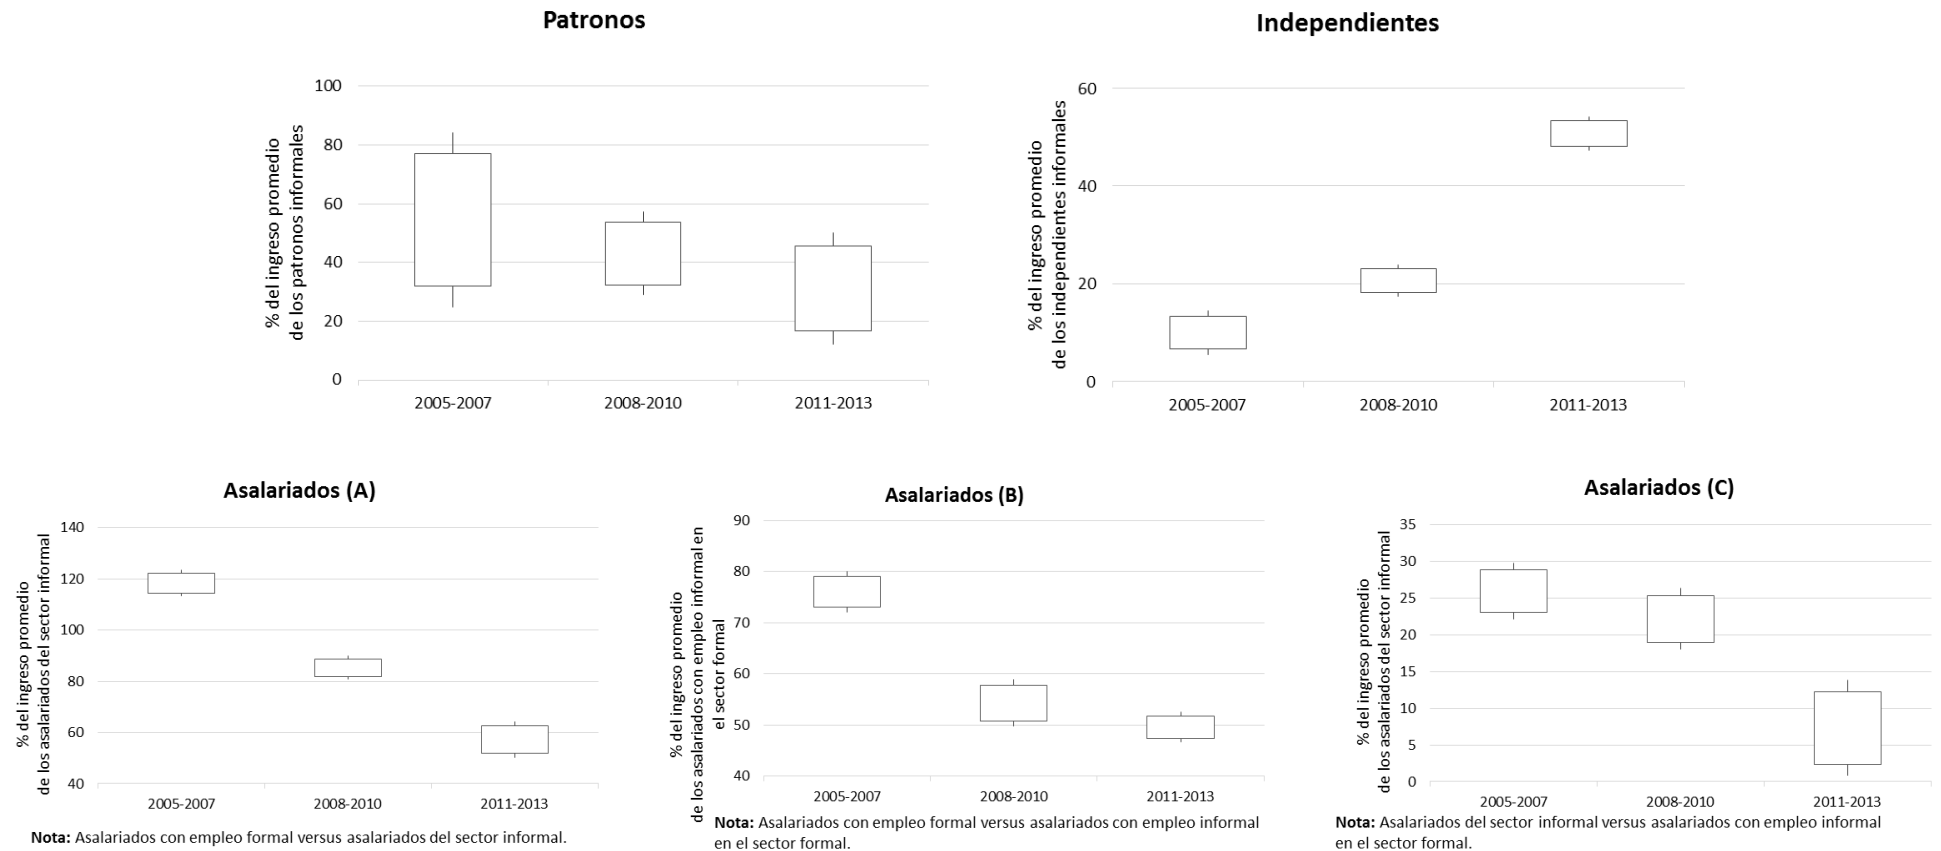 Patronos
% del ingreso promedio
de los patronos informales
100
80
60
40
20
0
2005-2007
2008-2010
2011-2013
Independientes
% del ingreso promedio
de los independientes informales
60
40
20
0
2005-2007
2008-2010
2011-2013
Asalariados (A)
% del ingreso promedio
de los asalariados del sector informal
140
120
100
80
60
40
2005-2007
2008-2010
2011-2013
Nota: Asalariados con empleo formal versus asalariados del sector informal.
Asalariados (B)
% del ingreso promedio
de los asalariados con empleo informal en
el sector formal
90
80
70
60
50
40
2005-2007
2008-2010
2011-2013
Nota: Asalariados con empleo formal versus asalariados con empleo informal
en el sector formal.
Asalariados (C)
% del ingreso promedio
de los asalariados del sector informal
35
30
25
20
15
10
5
0
2005-2007
2008-2010
2011-2013
Nota: Asalariados del sector informal versus asalariados con empleo informal
en el sector formal.